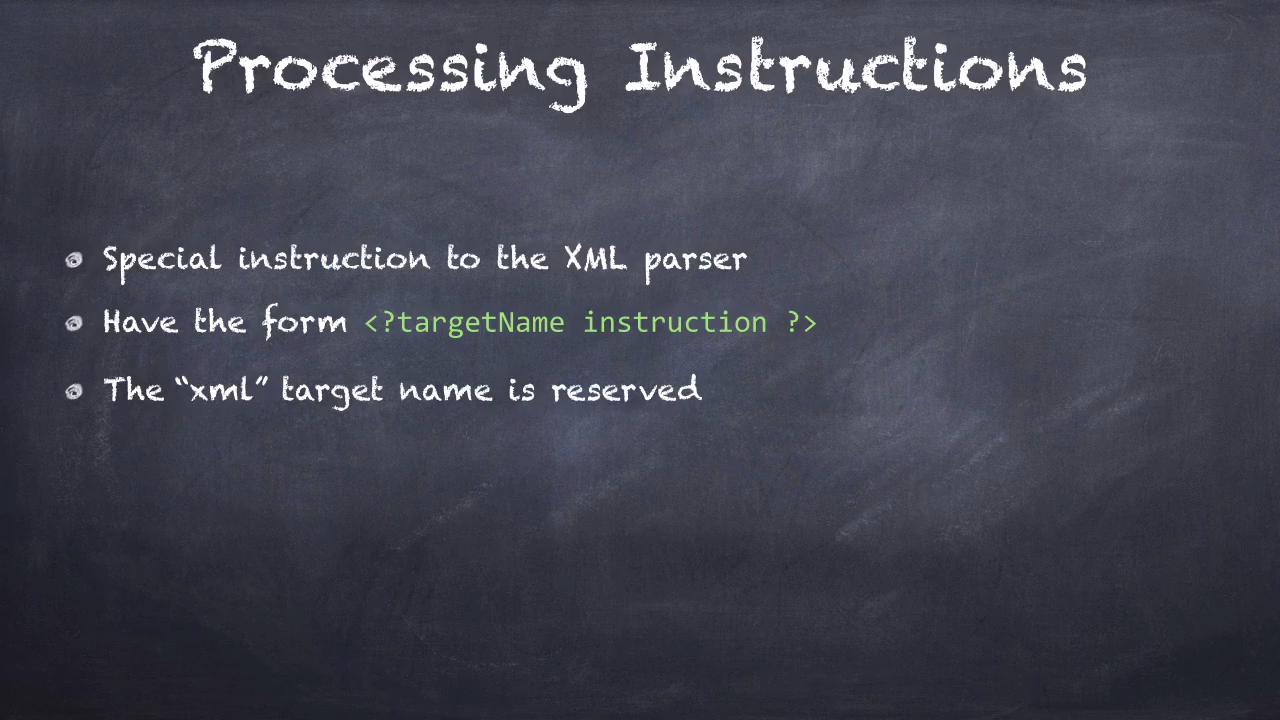 Processing Instructions
Special instruction to the XML parser
Have the form <?targetName instruction ?>
The “xml” target name is reserved